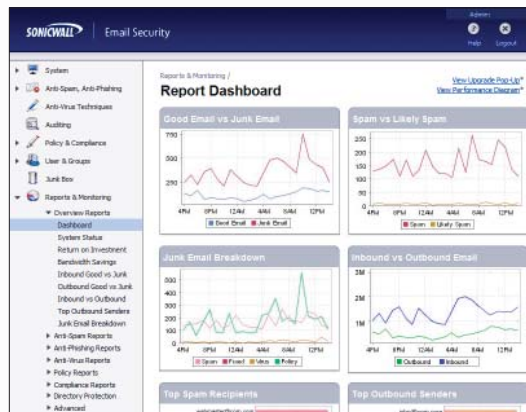 SONICWALL Email Security
Admin
Help Logout
System
Anti-Spam, Anti-Phishing
Anti-Virus Techniques
Auditing
Policy & Compliance
User & Groups
Junk Box
Reports & Monitoring
Overview Reports
Dashboard
System Status
Return on Investment
Bandwidth Savings
Inbound Good vs Junk
Outbound Good vs Junk
Inbound vs Outbound
Top Outbound Senders
Junk Email Breakdown
Anti-Spam Reports
Anti-Phishing Reports
Anti-Virus Reports
Policy Reports
Compliance Reports
Directory Protection
Advanced
Reports & Monitoring /
Report Dashboard
View Upgrade Pop-Up*
View Performance Diagram*
Good Email vs Junk Email
750
500
250
4PM 8PM 12AM 4AM 8AM 12PM
Good Email Junk Email
Spam vs Likely Spam
250
200
150
100
50
0
4PM 8PM 12AM 4AM 8AM 12PM
Spam Likely Spam
Junk Email Breakdown
500
400
300
200
100
0
4PM 8PM 12AM 4AM 8AM 12PM
Spam Fraud Virus Policy
Inbound vs Outbound Email
3M
2M
1M
4PM 8PM 12AM 4AM 8AM 12PM
Outbound Inbound
Top Spam Recipients
Top Outbound Senders